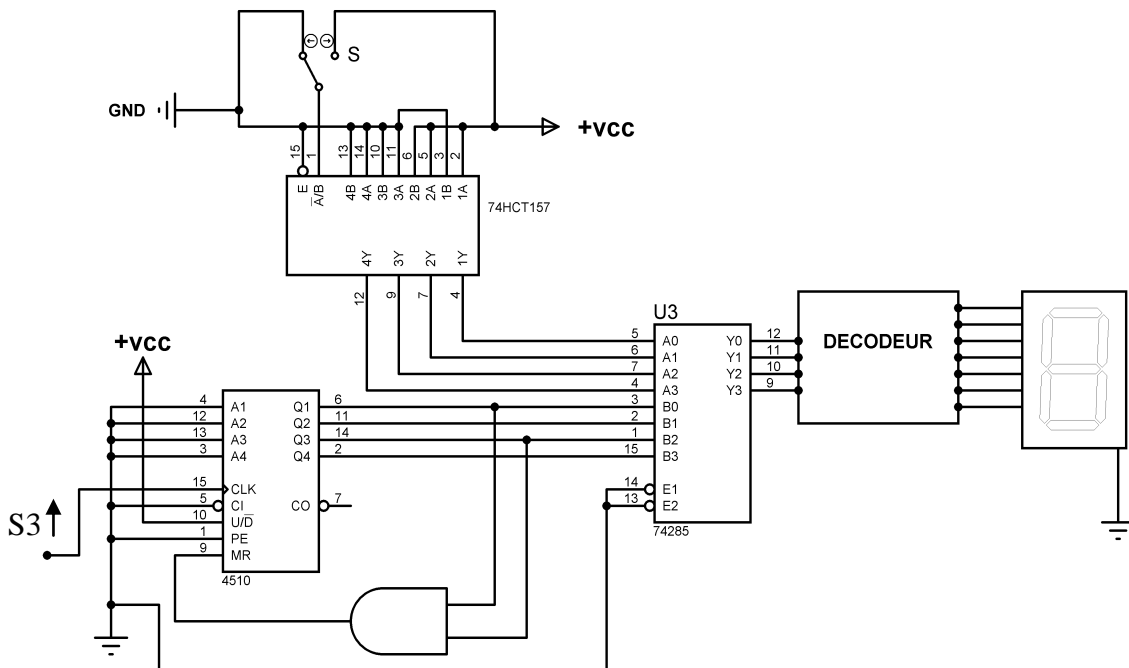 S
GND
+vcc
15 1 13 14 10 11 6 5 3 2
E A/B 4B 4A 3B 3A 2B 2A 1B 1A
74HCT157
4Y 3Y 2Y 1Y
12 9 7 4
U3
+vcc
5 A0 Y0 12
6 A1 Y1 11
7 A2 Y2 10
4 A3 Y3 9
3 B0
2 B1
1 B2
15 B3
14 E1
13 E2
74285
DECODEUR
4 A1 Q1 6
12 A2 Q2 11
13 A3 Q3 14
3 A4 Q4 2
15 CLK
5 CI CO 7
10 U/D
1 PE
9 MR
4510
S3